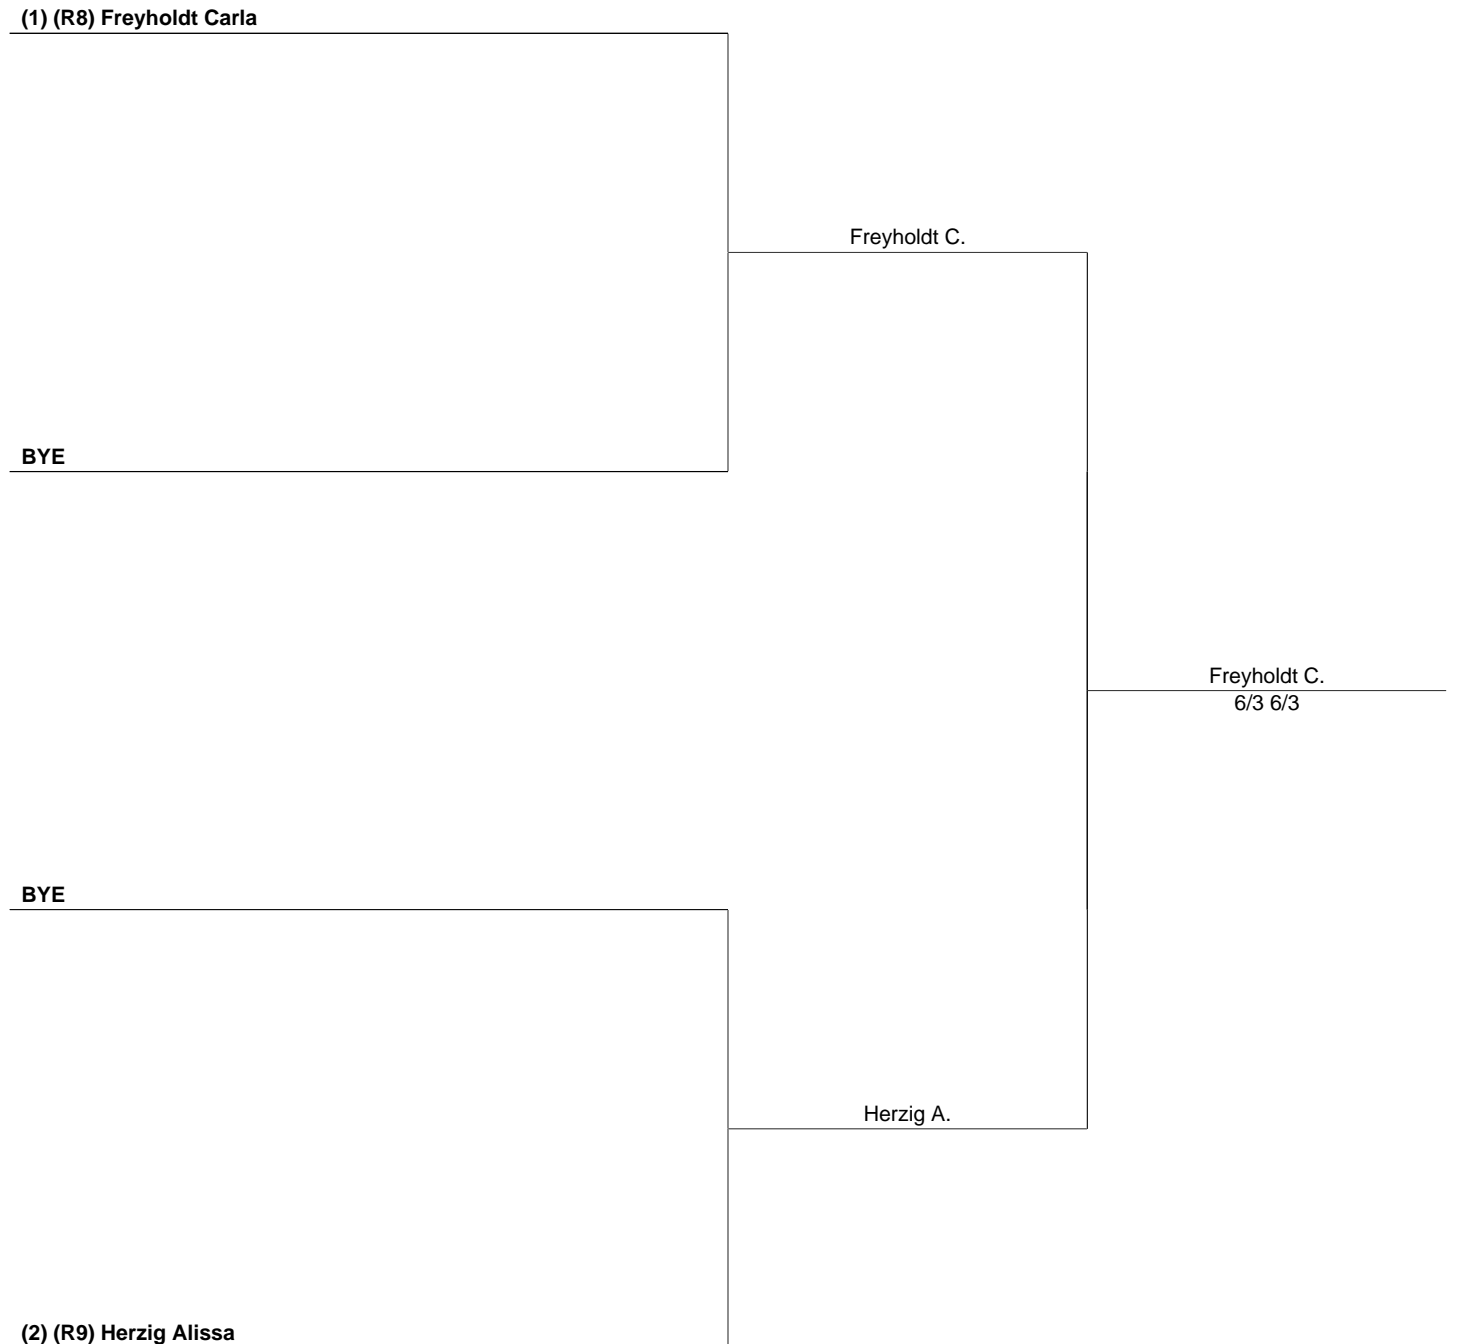 (1) (R8) Freyholdt Carla
Freyholdt C.
BYE
Freyholdt C.
6/3 6/3
BYE
Herzig A.
(2) (R9) Herzig Alissa